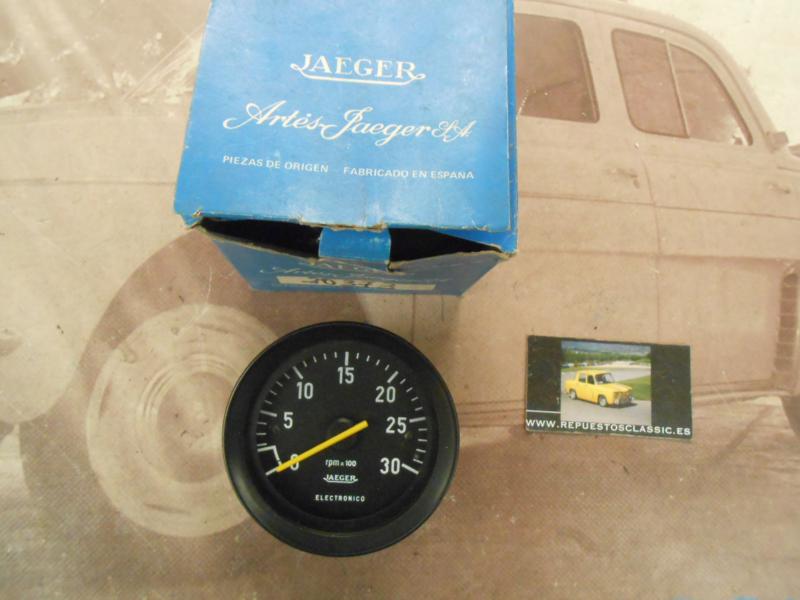 JAEGER
Artés-Jaeger S.A.
PIEZAS DE ORIGEN FABRICADO EN ESPAÑA
JAEGER
0 5 10 15 20 25 30
rpm x 100
JAEGER
ELECTRONICO
WWW.REPUESTOSCLASSIC.ES